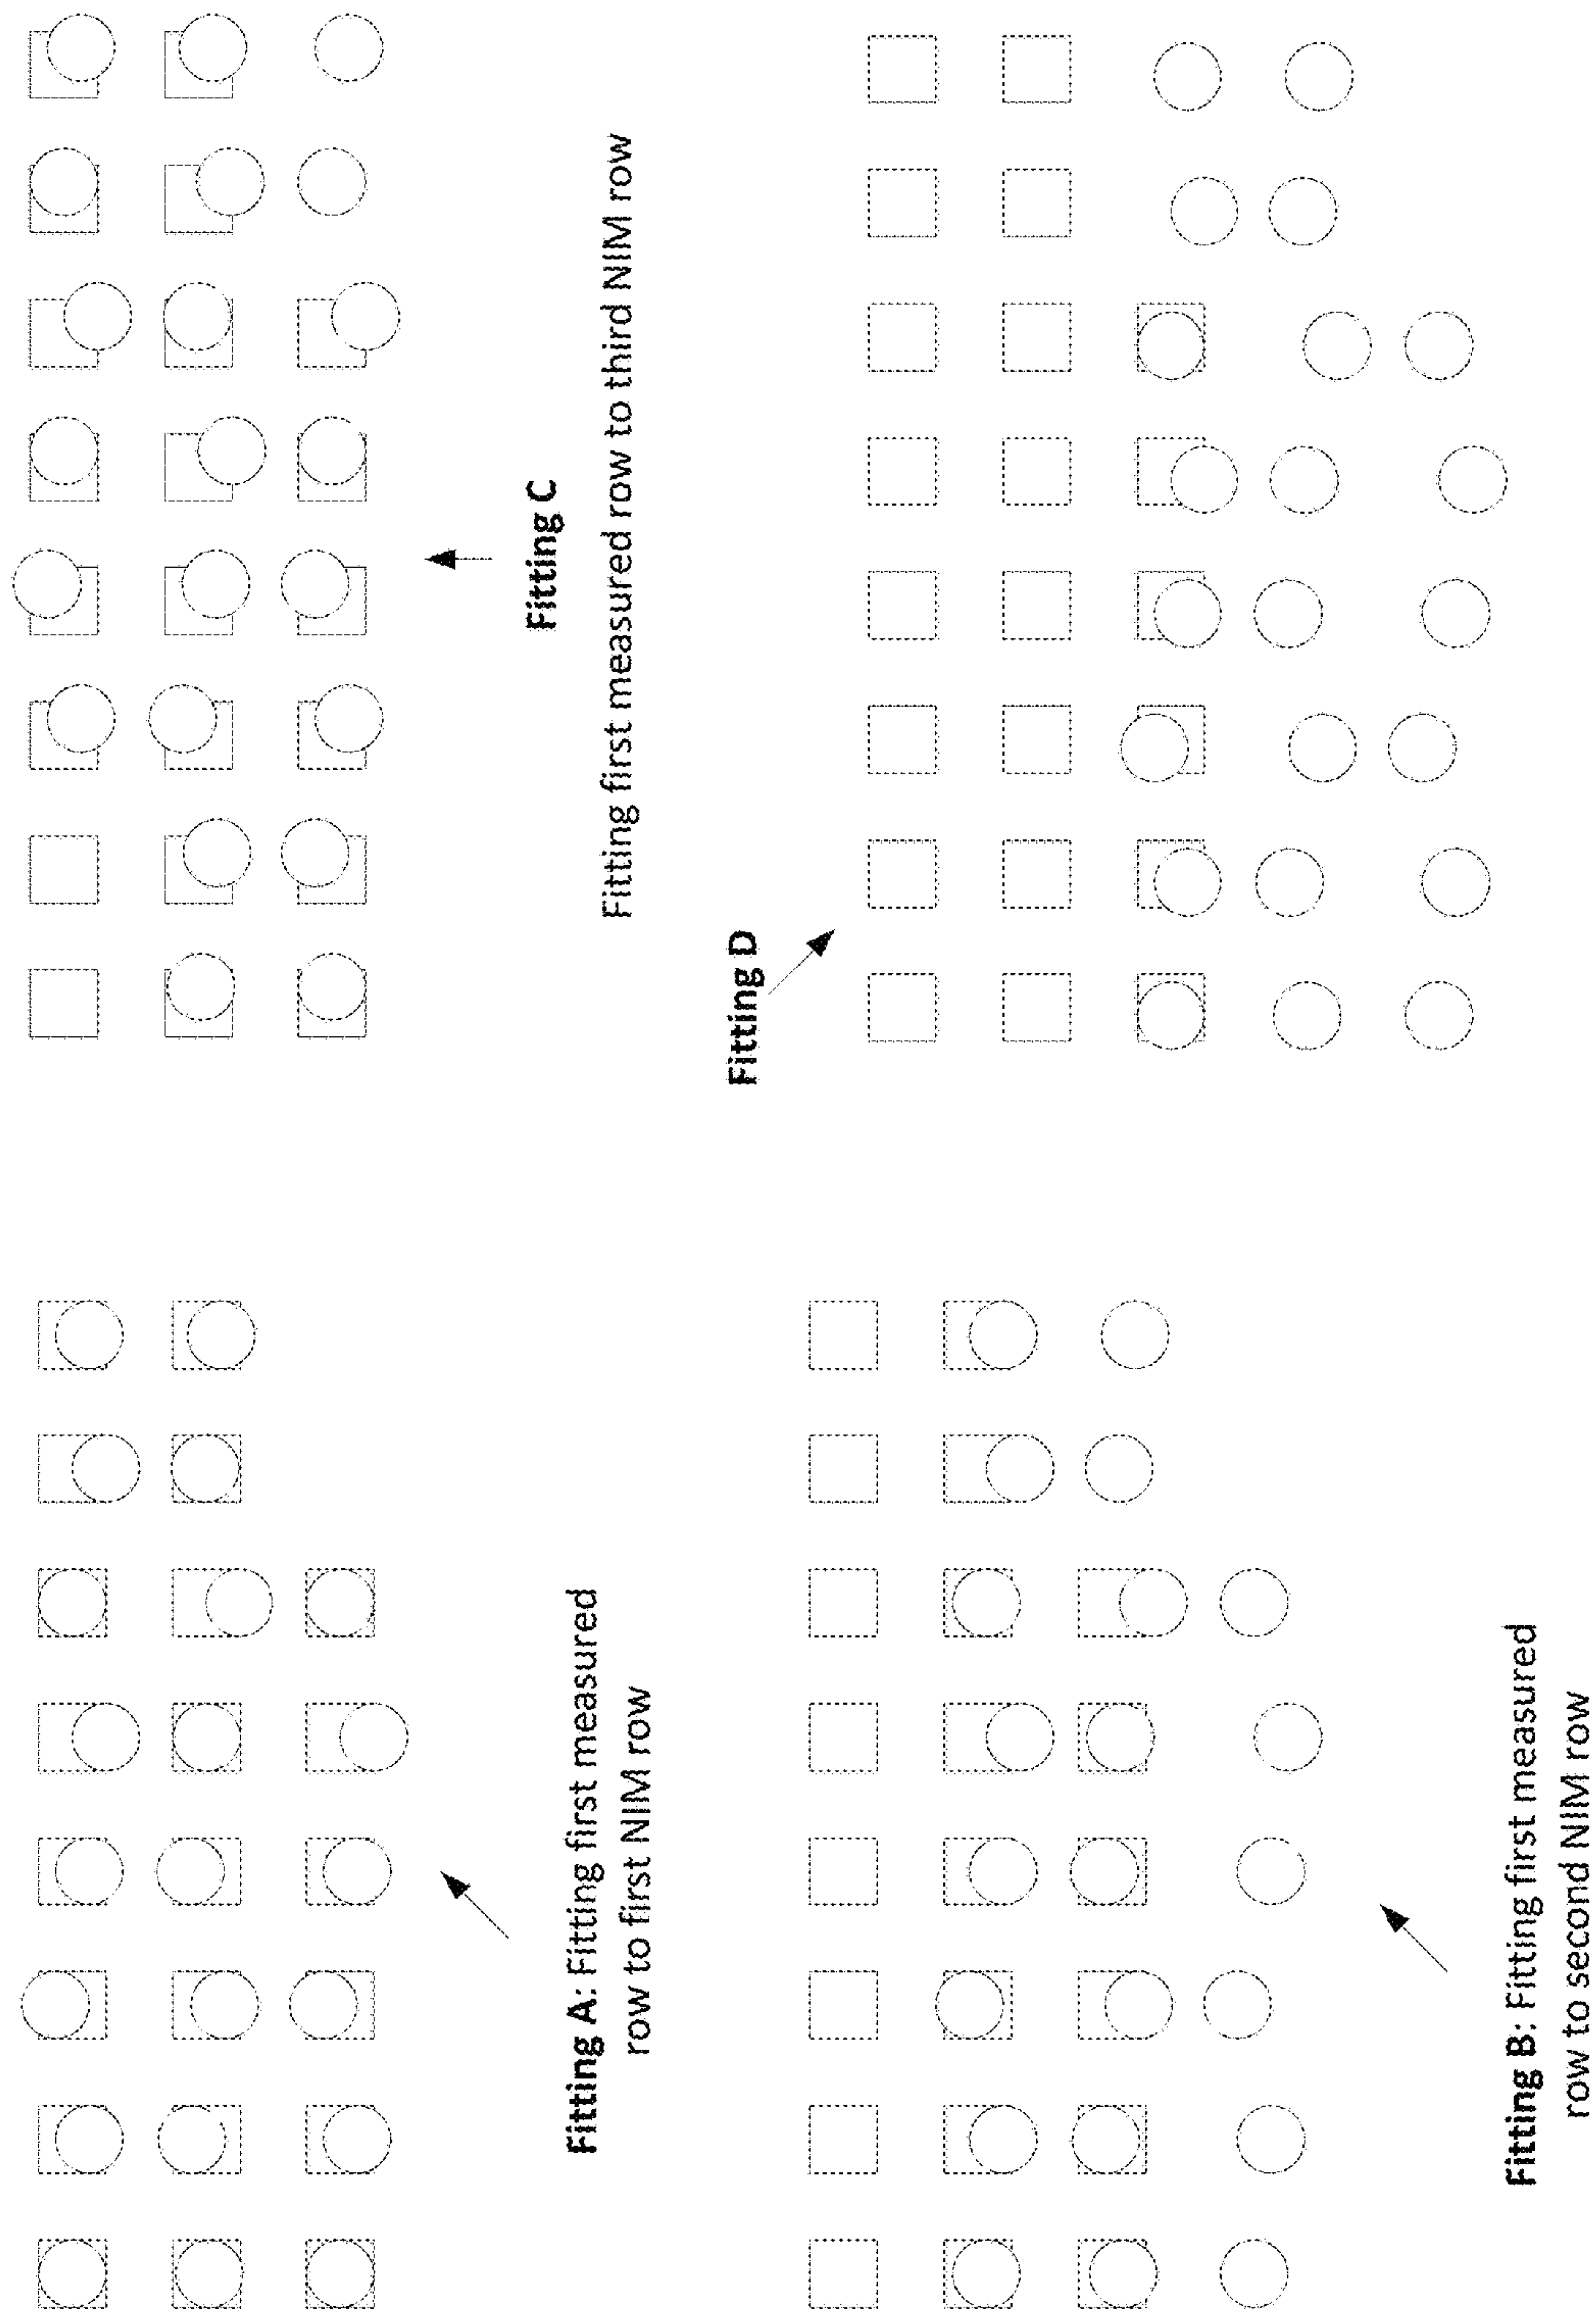 Fitting A: Fitting first measured
row to first NIM row
Fitting B: Fitting first measured
row to second NIM row
Fitting C
Fitting first measured row to third NIM row
Fitting D